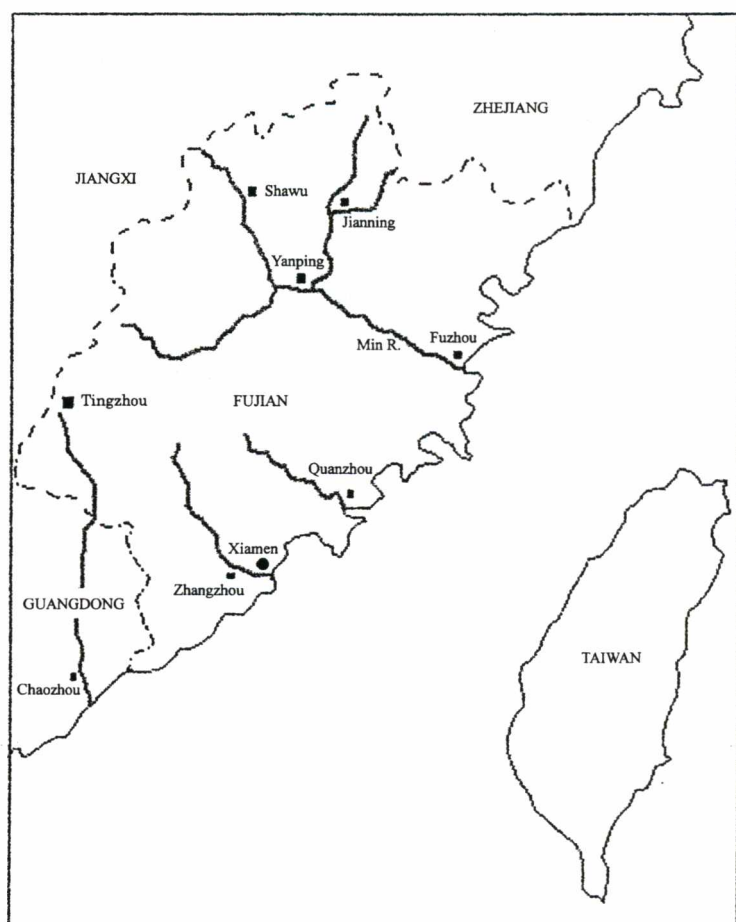 ZHEJIANG
JIANGXI
Shawu
Jianning
Yanping
Min R.
Fuzhou
Tingzhou
FUJIAN
Quanzhou
Xiamen
Zhangzhou
GUANGDONG
TAIWAN
Chaozhou